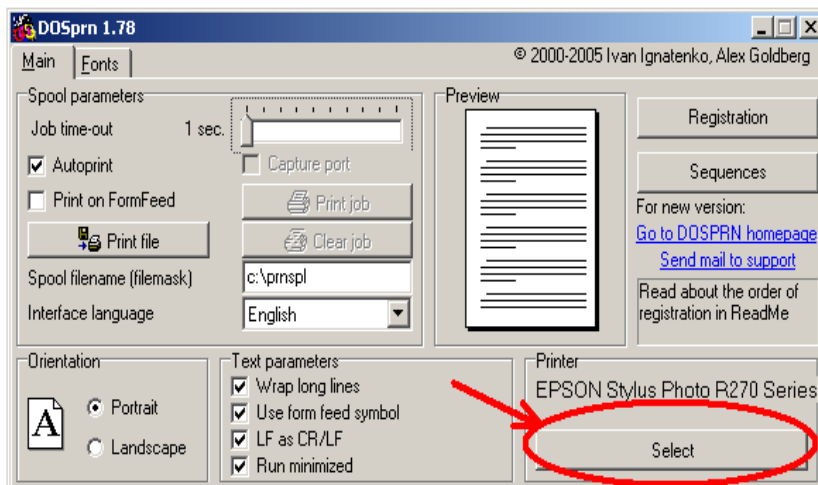 DOSprn 1.78
Main
Fonts
© 2000-2005 Ivan Ignatenko, Alex Goldberg
Spool parameters
Job time-out 1 sec.
Autoprint
Capture port
Print on FormFeed
Print job
Print file
Clear job
Spool filename (filemask) c:\prnspl
Interface language English
Preview
Registration
Sequences
For new version:
Go to DOSPRN homepage
Send mail to support
Read about the order of
registration in ReadMe
Orientation
A
Portrait
Landscape
Text parameters
Wrap long lines
Use form feed symbol
LF as CR/LF
Run minimized
Printer
EPSON Stylus Photo R270 Series
Select